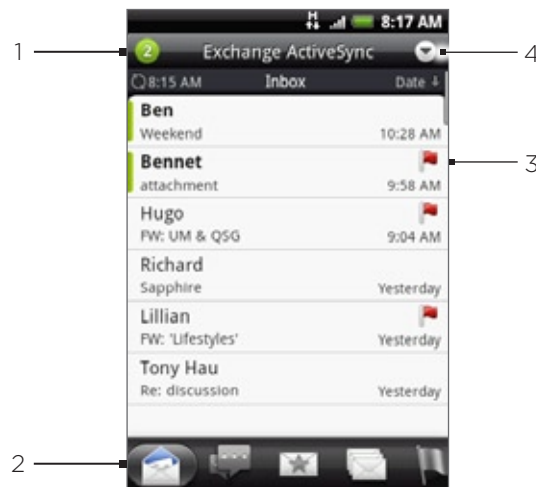 H 8:17 AM
1 2 Exchange ActiveSync 4
8:15 AM Inbox Date ↓
Ben
Weekend 10:28 AM
Bennet 3
attachment 9:58 AM
Hugo
FW: UM & QSG 9:04 AM
Richard
Sapphire Yesterday
Lillian
FW: 'Lifestyles' Yesterday
Tony Hau
Re: discussion Yesterday
2